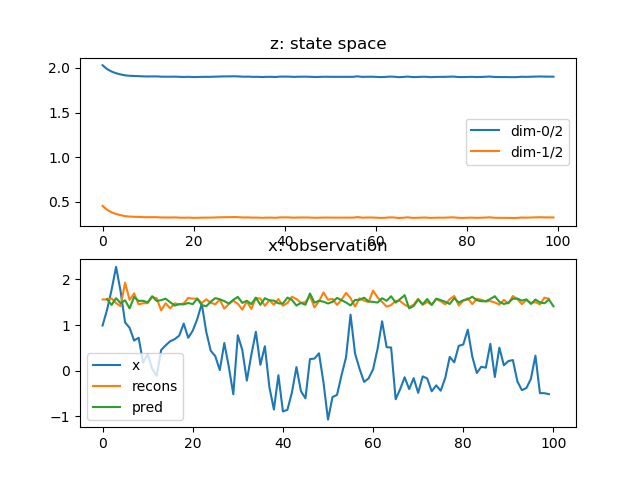 z: state space
2.0
1.5
1.0
0.5
dim-0/2
dim-1/2
0 20 40 60 80 100
x: observation
2
1
0
−1
x
recons
pred
0 20 40 60 80 100